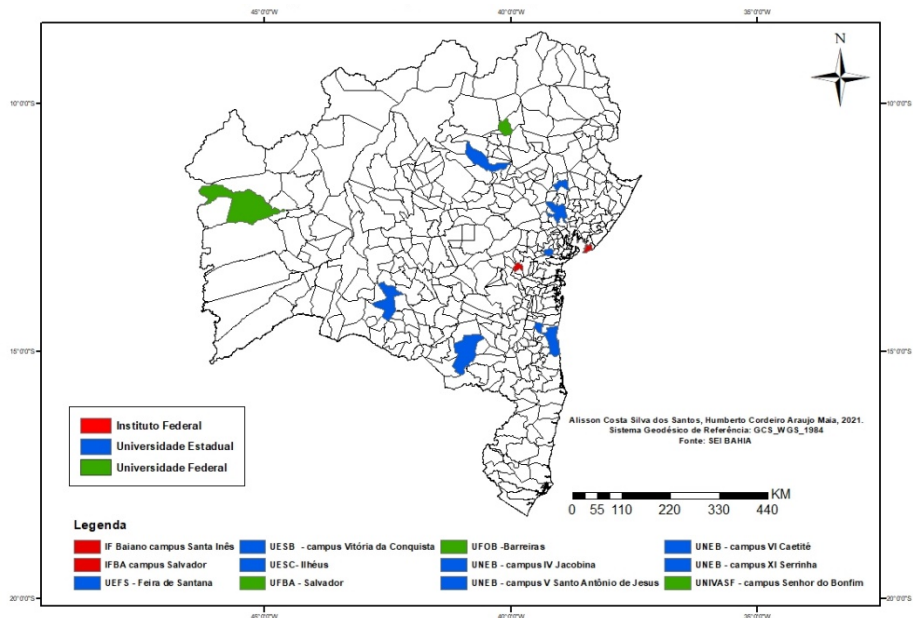 45°0'0"W 40°0'0"W
N
10°0'0"S 10°0'0"S
15°0'0"S 15°0'0"S
Instituto Federal
Universidade Estadual
Universidade Federal
Alisson Costa Silva dos Santos, Humberto Cordeiro Araujo Maia, 2021.
Sistema Geodésico de Referência: GCS_WGS_1984
Fonte: SEI BAHIA
KM
0 55 110 220 330 440
Legenda
IF Baiano campus Santa Inês
IFBA campus Salvador
UEFS - Feira de Santana
UESB - campus Vitória da Conquista
UESC- Ilhéus
UFBA - Salvador
UFOB -Barreiras
UNEB - campus IV Jacobina
UNEB - campus V Santo Antônio de Jesus
UNEB - campus VI Caetité
UNEB - campus XI Serrinha
UNIVASF - campus Senhor do Bonfim
20°0'0"S 20°0'0"S
45°0'0"W 40°0'0"W 35°0'0"W